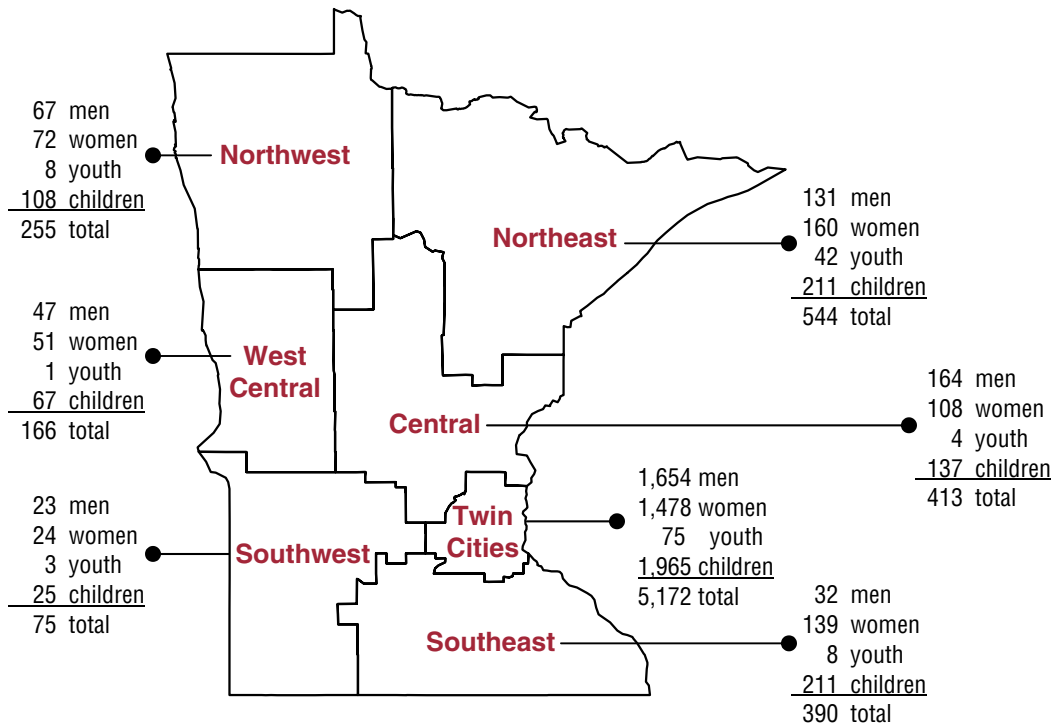 67 men
72 women
8 youth
108 children
255 total
Northwest
131 men
160 women
42 youth
211 children
544 total
Northeast
47 men
51 women
1 youth
67 children
166 total
West
Central
164 men
108 women
4 youth
137 children
413 total
Central
23 men
24 women
3 youth
25 children
75 total
Southwest
1,654 men
1,478 women
75 youth
1,965 children
5,172 total
Twin
Cities
32 men
139 women
8 youth
211 children
390 total
Southeast